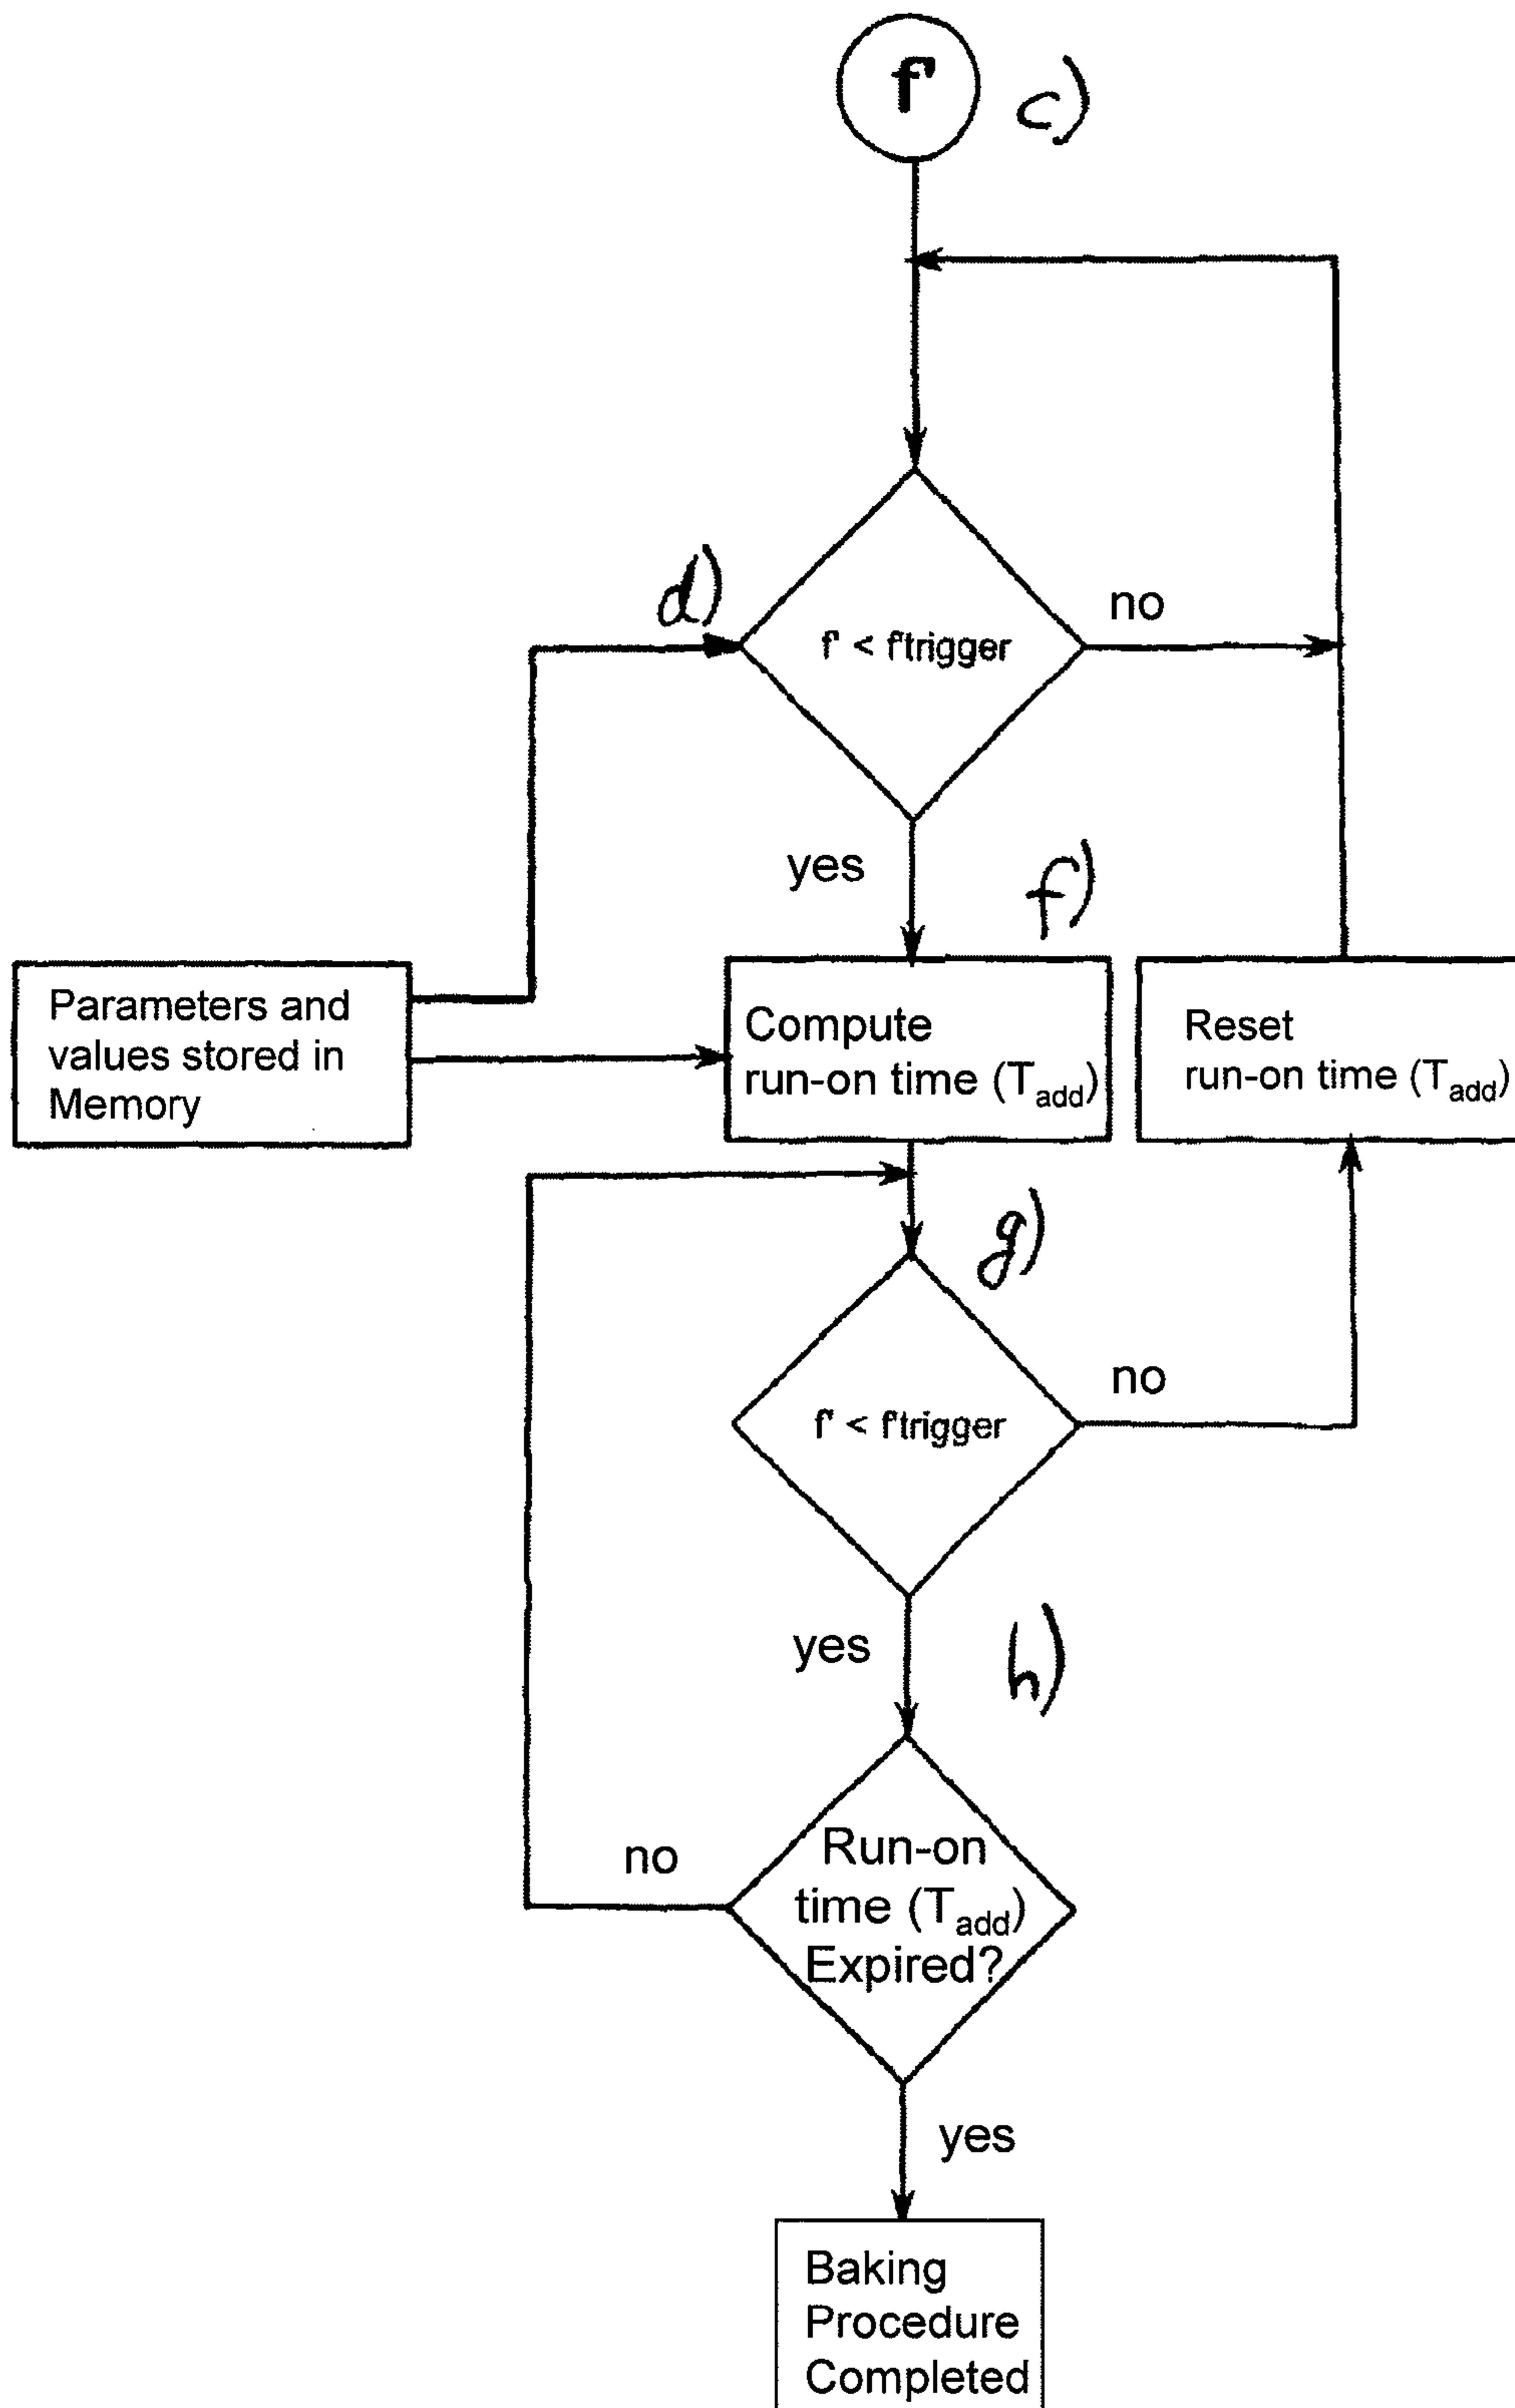 f'
c)
d)
f' < f'trigger
no
yes
f)
Parameters and
values stored in
Memory
Compute
run-on time (Tadd)
Reset
run-on time (Tadd)
g)
f' < f'trigger
no
yes
h)
no
Run-on
time (Tadd)
Expired?
yes
Baking
Procedure
Completed